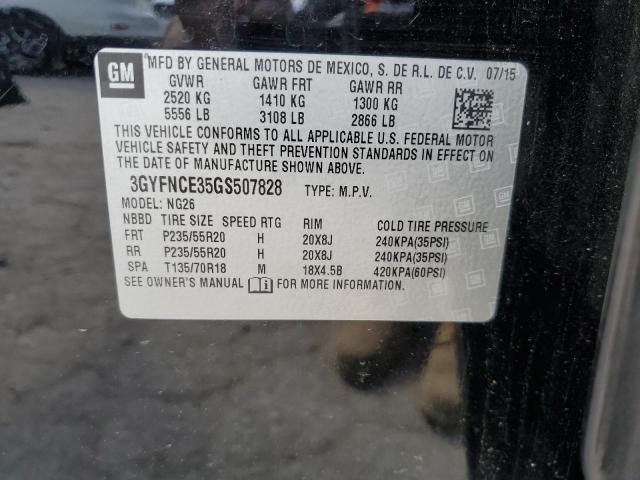 GM
MFD BY GENERAL MOTORS DE MEXICO, S. DE R.L. DE C.V. 07/15
GVWR GAWR FRT GAWR RR
2520 KG 1410 KG 1300 KG
5556 LB 3108 LB 2866 LB
THIS VEHICLE CONFORMS TO ALL APPLICABLE U.S. FEDERAL MOTOR
VEHICLE SAFETY AND THEFT PREVENTION STANDARDS IN EFFECT ON
THE DATE OF MANUFACTURE SHOWN ABOVE.
3GYFNCE35GS507828 TYPE: M.P.V.
MODEL: NG26
NBBD TIRE SIZE SPEED RTG RIM COLD TIRE PRESSURE
FRT P235/55R20 H 20X8J 240KPA(35PSI)
RR P235/55R20 H 20X8J 240KPA(35PSI)
SPA T135/70R18 M 18X4.5B 420KPA(60PSI)
SEE OWNER'S MANUAL FOR MORE INFORMATION.